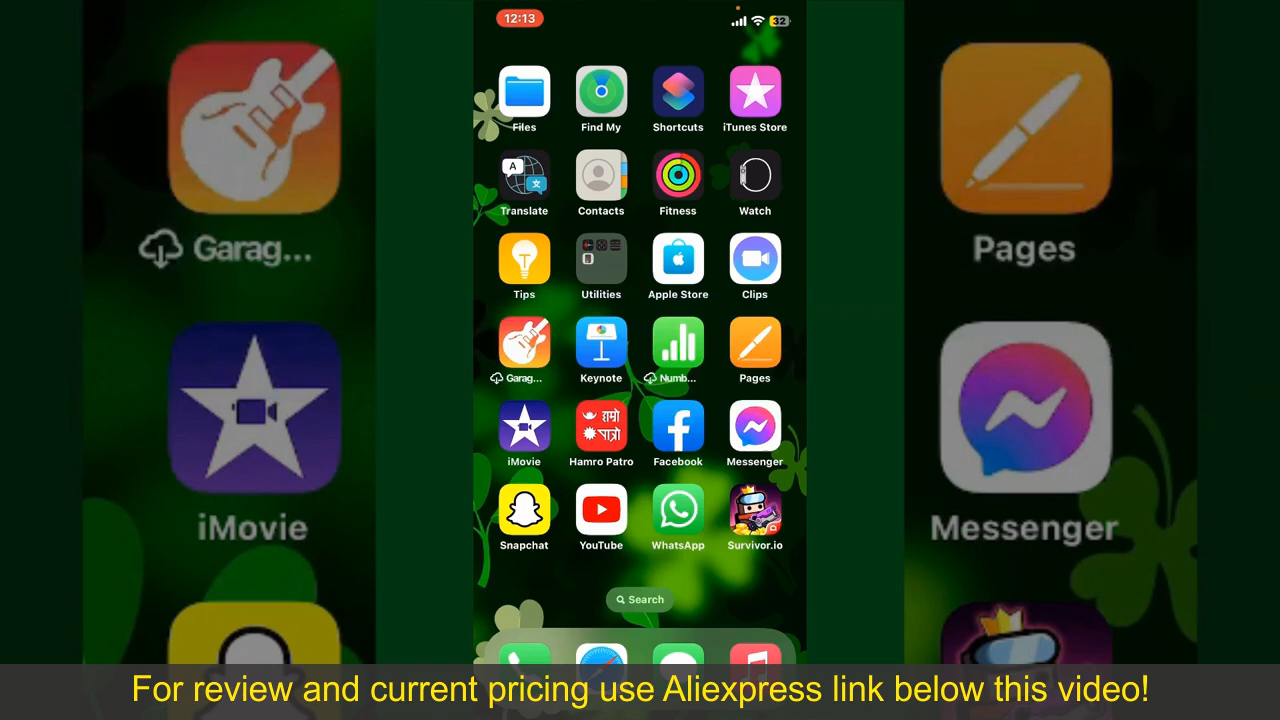 12:13
32
Files
Find My
Shortcuts
iTunes Store
A
文
Translate
Contacts
Fitness
Watch
Tips
Utilities
Apple Store
Clips
Garag...
Keynote
Numb...
Pages
हाम्रो
पात्रो
iMovie
Hamro Patro
Facebook
Messenger
Snapchat
YouTube
WhatsApp
Survivor.io
Search
Garag...
iMovie
Pages
Messenger
For review and current pricing use Aliexpress link below this video!